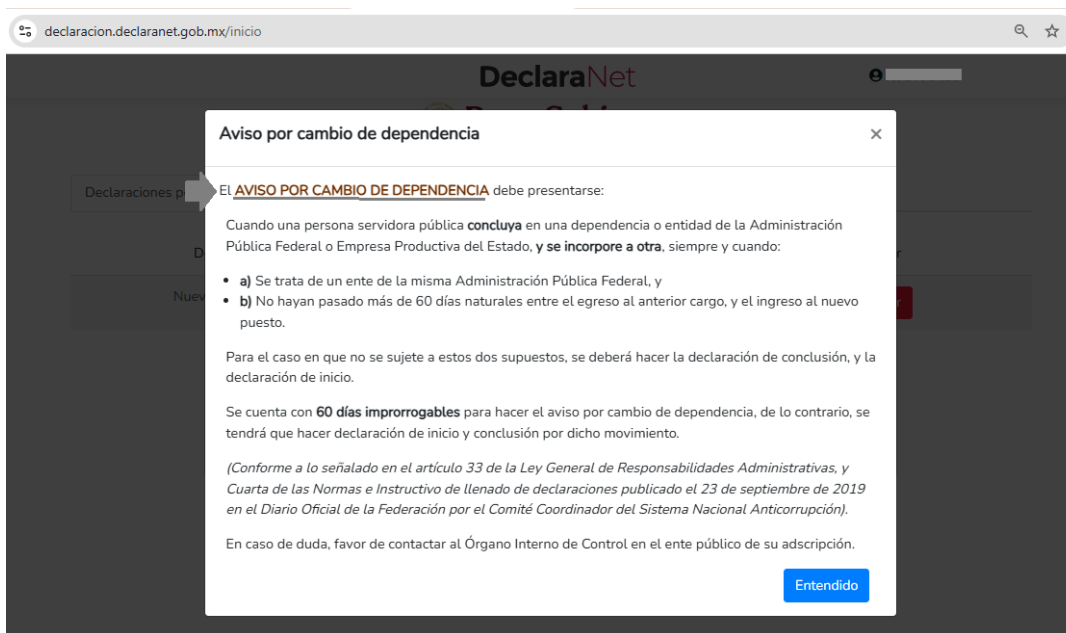 declaracion.declaranet.gob.mx/inicio
DeclaraNet
Aviso por cambio de dependencia
×
Declaraciones
El AVISO POR CAMBIO DE DEPENDENCIA debe presentarse:
Cuando una persona servidora pública concluya en una dependencia o entidad de la Administración
Pública Federal o Empresa Productiva del Estado, y se incorpore a otra, siempre y cuando:
• a) Se trata de un ente de la misma Administración Pública Federal, y
• b) No hayan pasado más de 60 días naturales entre el egreso al anterior cargo, y el ingreso al nuevo
puesto.
Para el caso en que no se sujete a estos dos supuestos, se deberá hacer la declaración de conclusión, y la
declaración de inicio.
Se cuenta con 60 días improrrogables para hacer el aviso por cambio de dependencia, de lo contrario, se
tendrá que hacer declaración de inicio y conclusión por dicho movimiento.
(Conforme a lo señalado en el artículo 33 de la Ley General de Responsabilidades Administrativas, y
Cuarta de las Normas e Instructivo de llenado de declaraciones publicado el 23 de septiembre de 2019
en el Diario Oficial de la Federación por el Comité Coordinador del Sistema Nacional Anticorrupción).
En caso de duda, favor de contactar al Órgano Interno de Control en el ente público de su adscripción.
Entendido